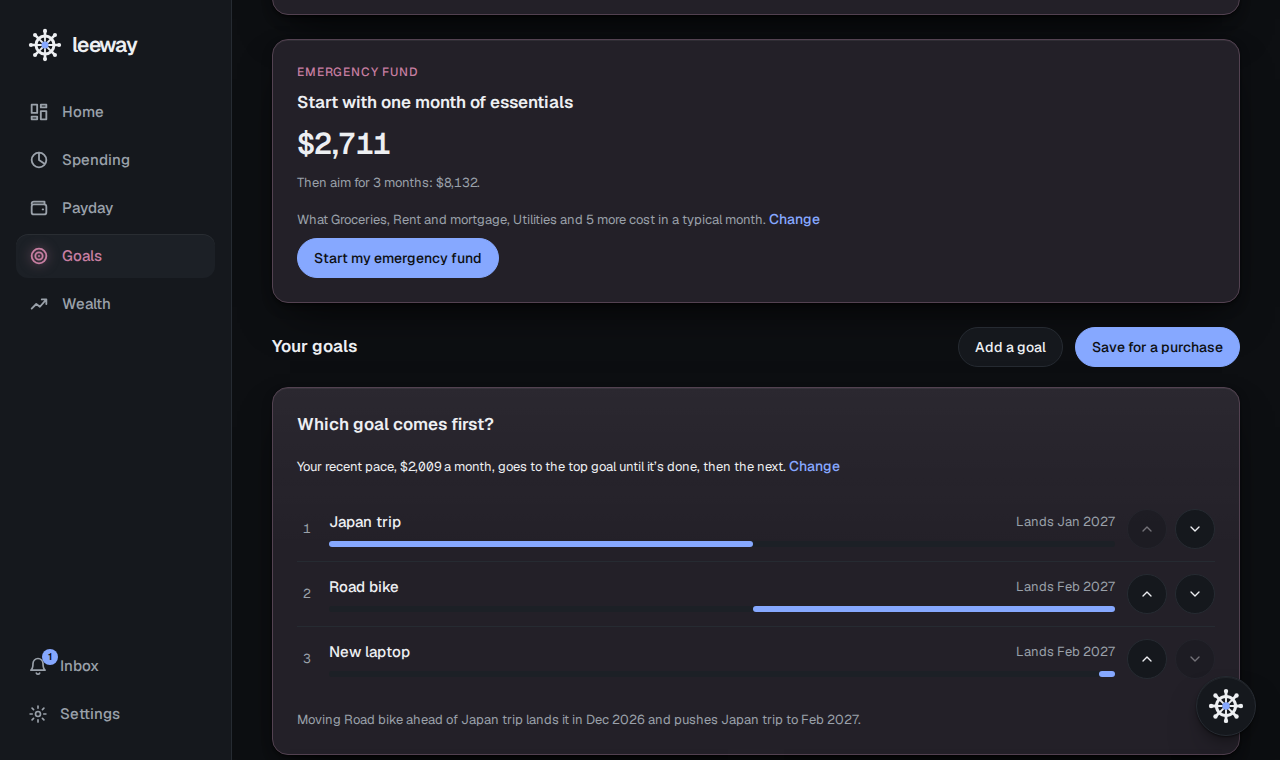 leeway
Home
Spending
Payday
Goals
Wealth
1
Inbox
Settings
EMERGENCY FUND
Start with one month of essentials
$2,711
Then aim for 3 months: $8,132.
What Groceries, Rent and mortgage, Utilities and 5 more cost in a typical month. Change
Start my emergency fund
Your goals
Add a goal
Save for a purchase
Which goal comes first?
Your recent pace, $2,009 a month, goes to the top goal until it's done, then the next. Change
1 Japan trip Lands Jan 2027
2 Road bike Lands Feb 2027
3 New laptop Lands Feb 2027
Moving Road bike ahead of Japan trip lands it in Dec 2026 and pushes Japan trip to Feb 2027.